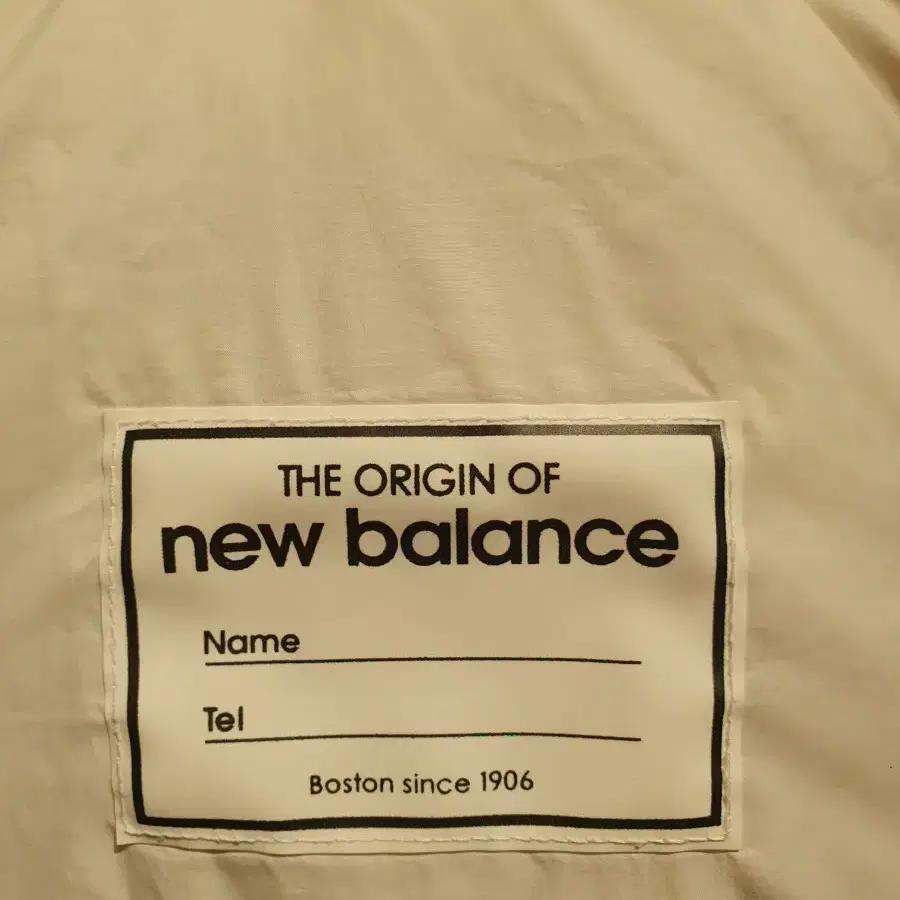 THE ORIGIN OF
new balance
Name
Tel
Boston since 1906